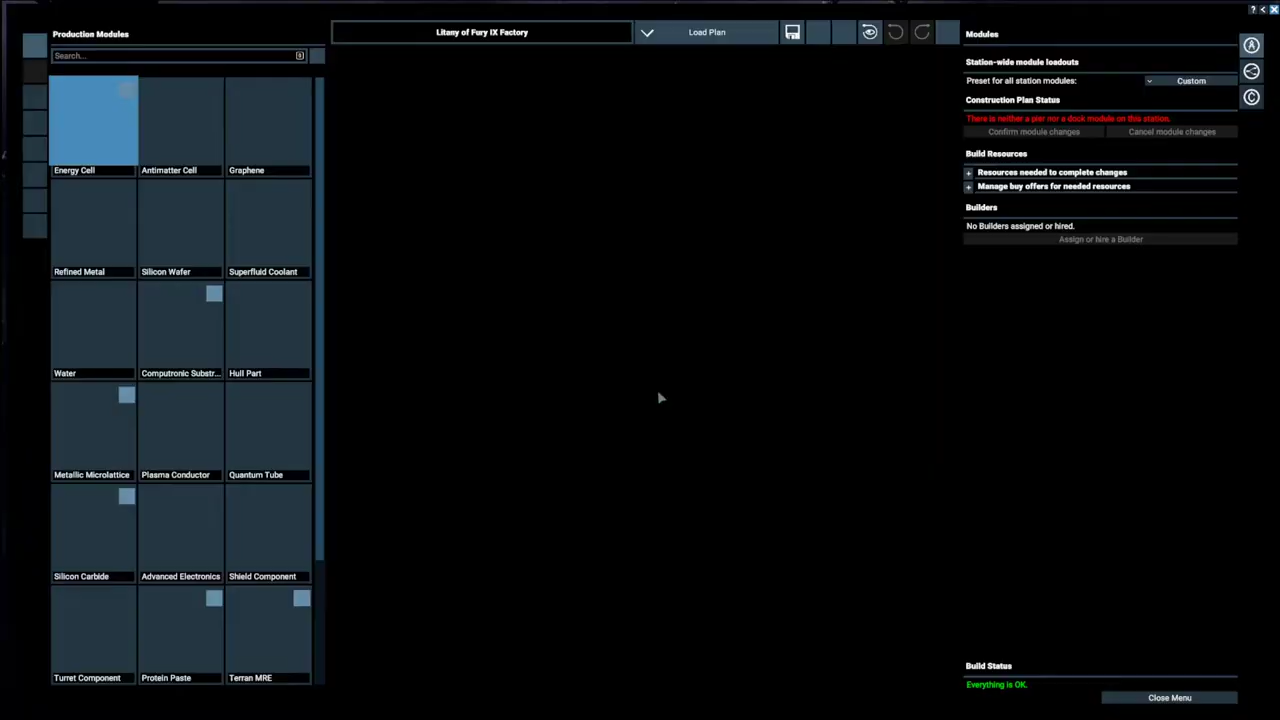 Production Modules
Search...
Energy Cell
Antimatter Cell
Graphene
Refined Metal
Silicon Wafer
Superfluid Coolant
Water
Computronic Substr...
Hull Part
Metallic Microlattice
Plasma Conductor
Quantum Tube
Silicon Carbide
Advanced Electronics
Shield Component
Turret Component
Protein Paste
Terran MRE
Litany of Fury IX Factory
Load Plan
? <
Modules
Station-wide module loadouts
Preset for all station modules:
Custom
Construction Plan Status
There is neither a pier nor a dock module on this station.
Confirm module changes
Cancel module changes
Build Resources
+ Resources needed to complete changes
+ Manage buy offers for needed resources
Builders
No Builders assigned or hired.
Assign or hire a Builder
A
C
Build Status
Everything is OK.
Close Menu